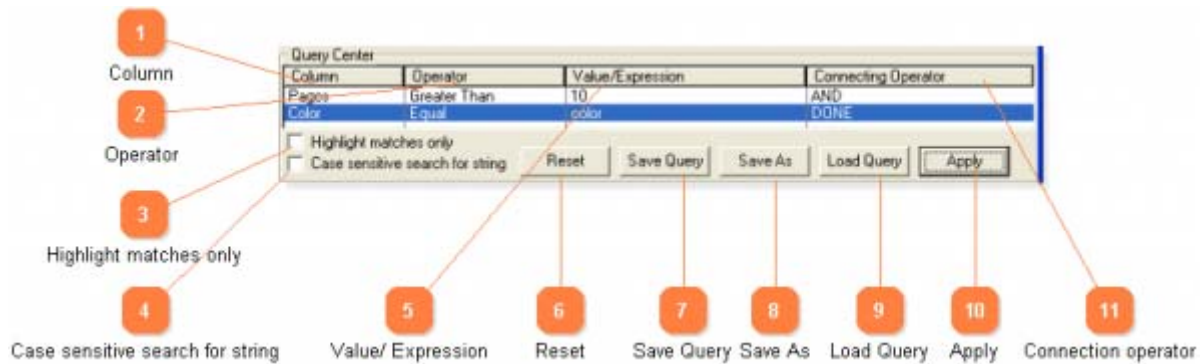 1
Column
2
Operator
3
Highlight matches only
4
Case sensitive search for string
Query Center
Column Operator Value/Expression Connecting Operator
Pages Greater Than 10 AND
Color Equal color DONE
Highlight matches only
Case sensitive search for string
Reset Save Query Save As Load Query Apply
5 6 7 8 9 10 11
Value/ Expression Reset Save Query Save As Load Query Apply Connection operator